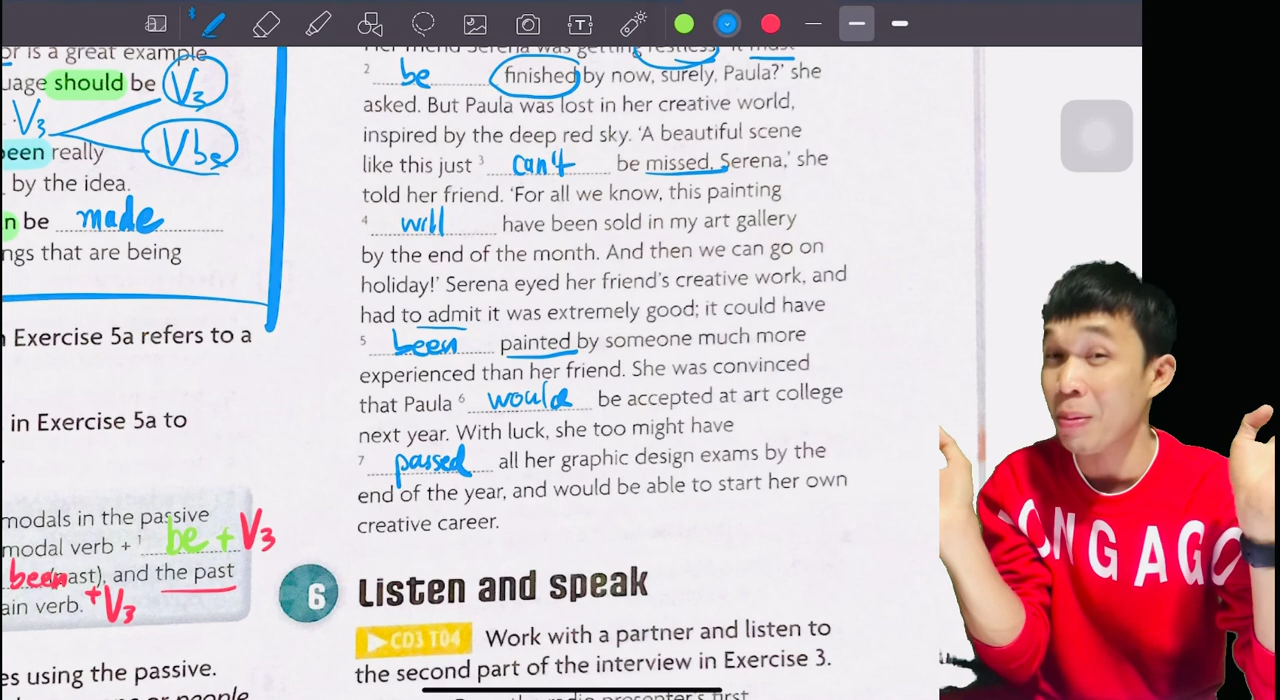 or is a great example
uage should be V3
V3
Vbe
been really
by the idea.
n be made
ngs that are being
n Exercise 5a refers to a
in Exercise 5a to
modals in the passive
modal verb + 1 be + V3
been (past), and the past
ain verb. + V3
es using the passive.
Her friend Serena was getting restless. 'It must
2 be finished by now, surely, Paula?' she
asked. But Paula was lost in her creative world,
inspired by the deep red sky. 'A beautiful scene
like this just 3 can't be missed, Serena,' she
told her friend. 'For all we know, this painting
4 will have been sold in my art gallery
by the end of the month. And then we can go on
holiday!' Serena eyed her friend's creative work, and
had to admit it was extremely good; it could have
5 been painted by someone much more
experienced than her friend. She was convinced
that Paula 6 would be accepted at art college
next year. With luck, she too might have
7 passed all her graphic design exams by the
end of the year, and would be able to start her own
creative career.
6 Listen and speak
CD3 T04 Work with a partner and listen to
the second part of the interview in Exercise 3.
ONGAGO
T